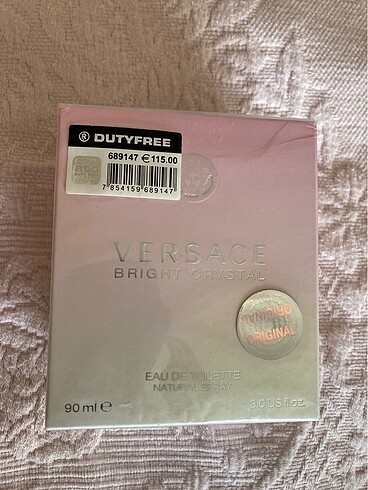 ® DUTYFREE
689147 €115.00
7 854159 689147
VERSACE
BRIGHT CRYSTAL
ORIGINAL
ORIGINAL
EAU DE TOILETTE
NATURAL SPRAY
90 ml ℮ 3.0 US fl.oz